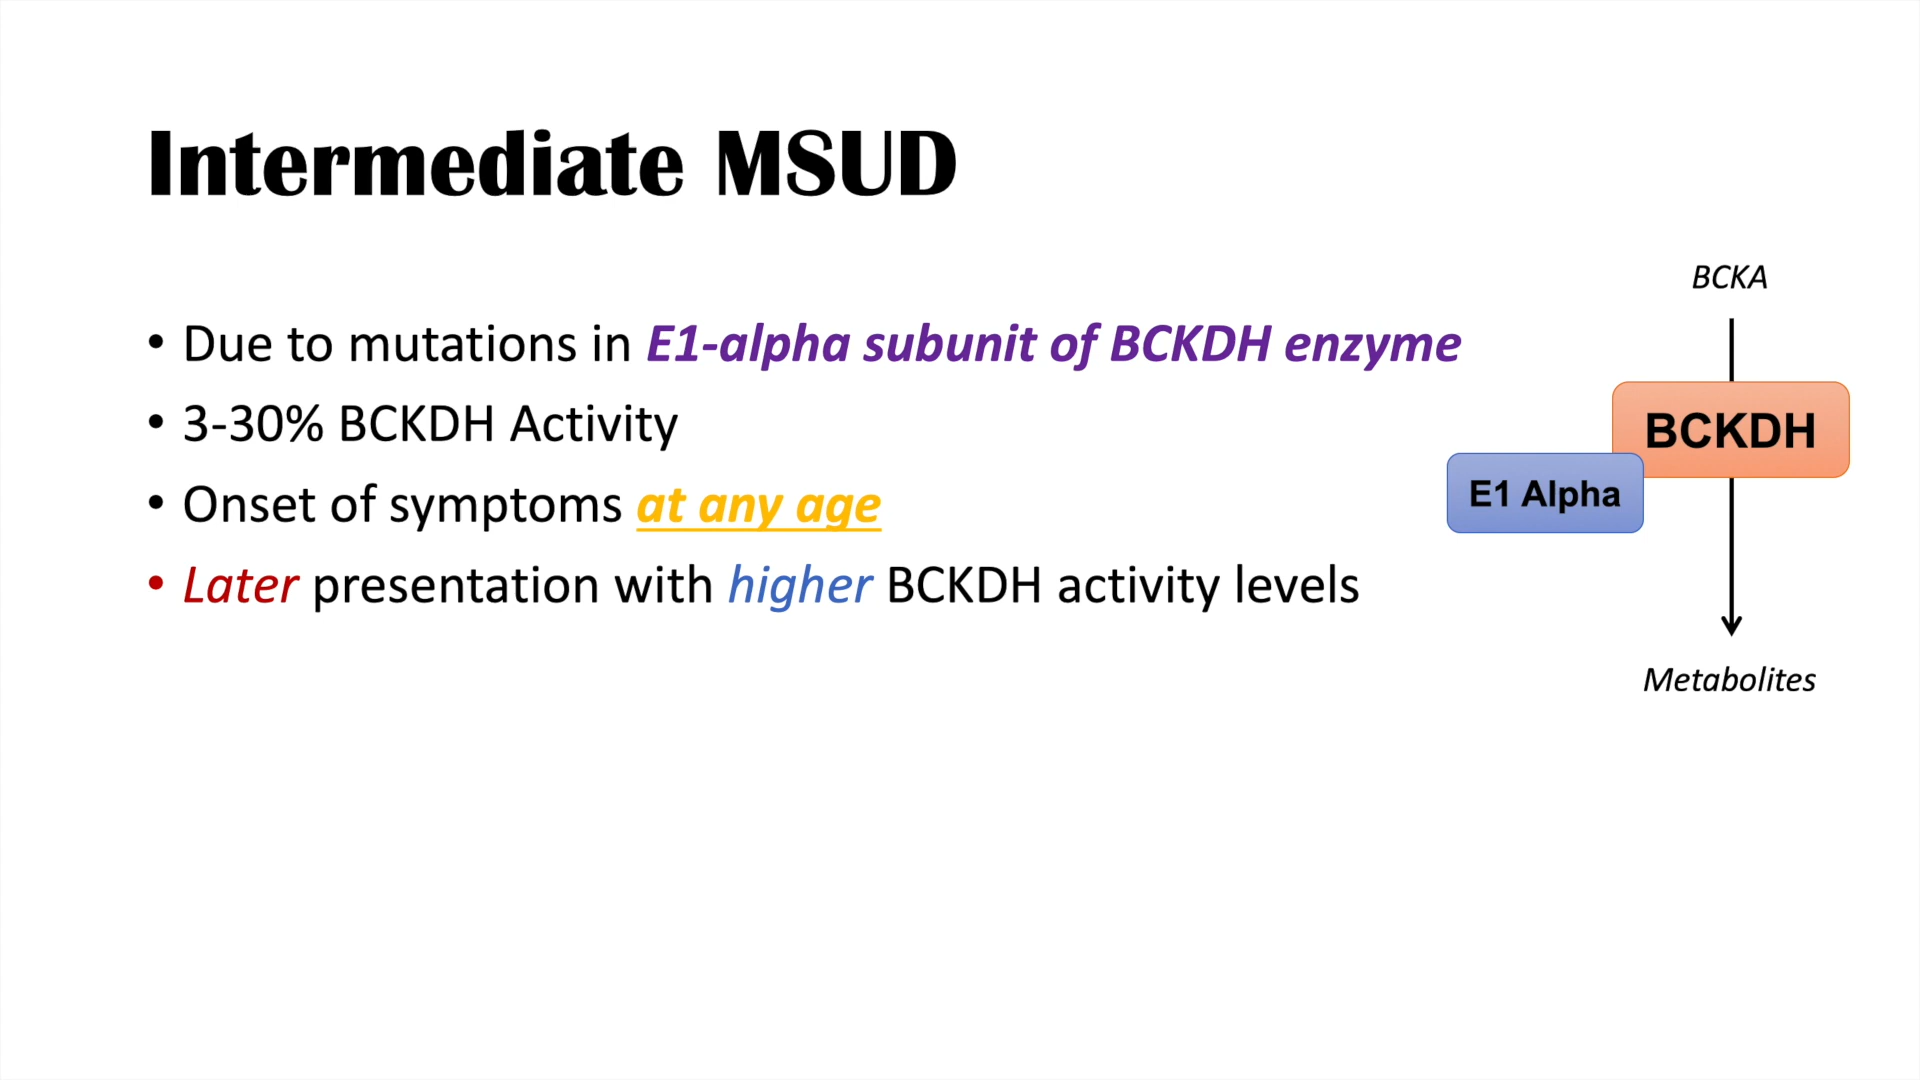 Intermediate MSUD
• Due to mutations in E1-alpha subunit of BCKDH enzyme
• 3-30% BCKDH Activity
• Onset of symptoms at any age
• Later presentation with higher BCKDH activity levels
BCKA
BCKDH
E1 Alpha
Metabolites